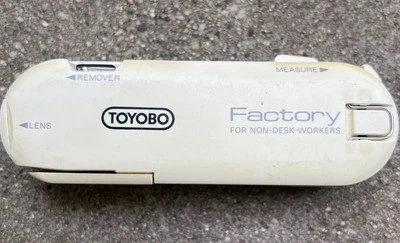 ◀REMOVER
MEASURE▶
◀LENS
TOYOBO
Factory
FOR NON-DESK-WORKERS